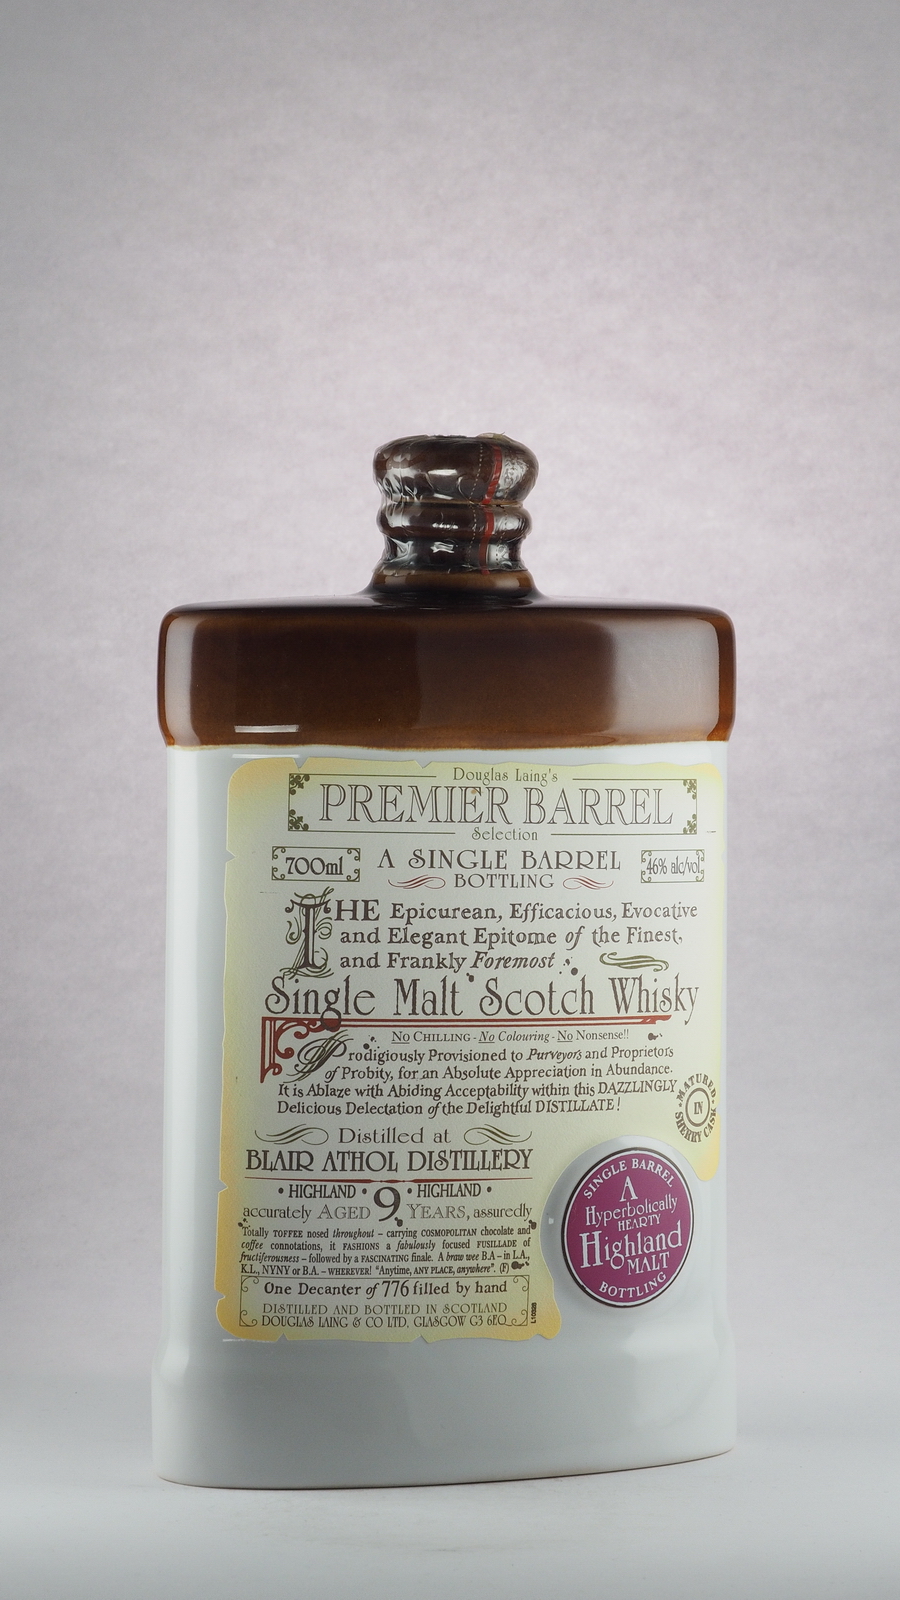 Douglas Laing's
PREMIER BARREL
Selection
700ml
A SINGLE BARREL
BOTTLING
46% alc/vol
THE Epicurean, Efficacious, Evocative
and Elegant Epitome of the Finest,
and Frankly Foremost
Single Malt Scotch Whisky
No CHILLING - No Colouring - No Nonsense!!
Prodigiously Provisioned to Purveyors and Proprietors
of Probity, for an Absolute Appreciation in Abundance.
It is Ablaze with Abiding Acceptability within this DAZZLINGLY
Delicious Delectation of the Delightful DISTILLATE!
MATURED
IN
SHERRY CASK
Distilled at
BLAIR ATHOL DISTILLERY
• HIGHLAND • 9 • HIGHLAND •
accurately AGED YEARS, assuredly
Totally TOFFEE nosed throughout – carrying COSMOPOLITAN chocolate and
coffee connotations, it FASHIONS a fabulously focused FUSILLADE of
fructiferousness – followed by a FASCINATING finale. A braw wee B.A – in L.A.,
K.L., NYNY or B.A. – WHEREVER! "Anytime, ANY PLACE, anywhere". (F)
One Decanter of 776 filled by hand
DISTILLED AND BOTTLED IN SCOTLAND
DOUGLAS LAING & CO LTD, GLASGOW G3 6EQ
SINGLE BARREL
A
Hyperbolically
HEARTY
Highland
MALT
BOTTLING